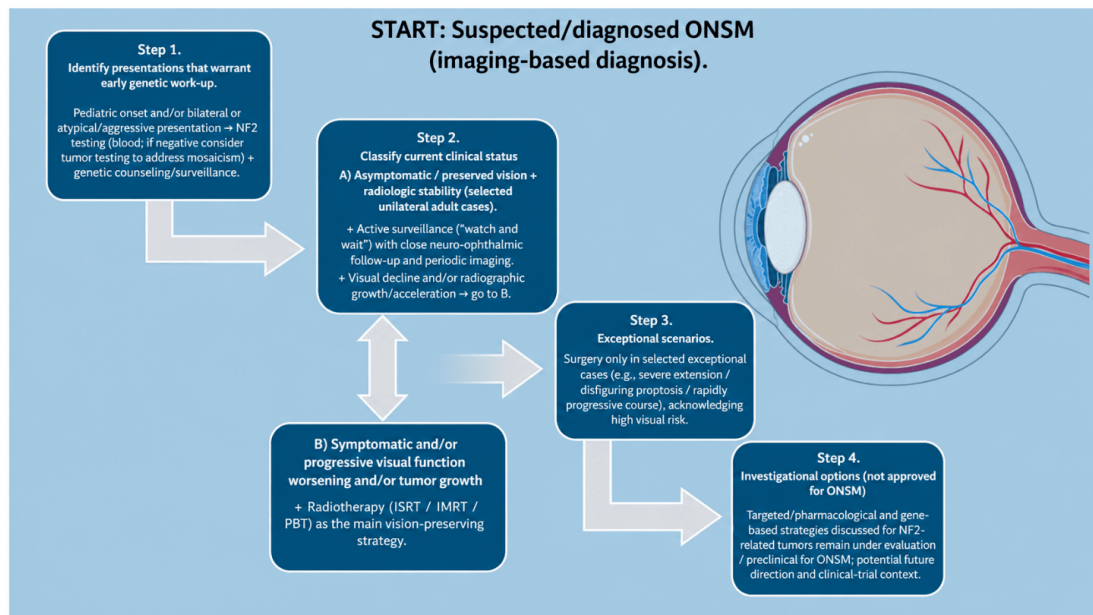 START: Suspected/diagnosed ONSM
(imaging-based diagnosis).
Step 1.
Identify presentations that warrant
early genetic work-up.
Pediatric onset and/or bilateral or
atypical/aggressive presentation → NF2
testing (blood; if negative consider
tumor testing to address mosaicism) +
genetic counseling/surveillance.
Step 2.
Classify current clinical status
A) Asymptomatic / preserved vision +
radiologic stability (selected
unilateral adult cases).
+ Active surveillance (“watch and
wait”) with close neuro-ophthalmic
follow-up and periodic imaging.
+ Visual decline and/or radiographic
growth/acceleration → go to B.
B) Symptomatic and/or
progressive visual function
worsening and/or tumor growth
+ Radiotherapy (ISRT / IMRT /
PBT) as the main vision-preserving
strategy.
Step 3.
Exceptional scenarios.
Surgery only in selected exceptional
cases (e.g., severe extension /
disfiguring proptosis / rapidly
progressive course), acknowledging
high visual risk.
Step 4.
Investigational options (not approved
for ONSM)
Targeted/pharmacological and gene-
based strategies discussed for NF2-
related tumors remain under evaluation
/ preclinical for ONSM; potential future
direction and clinical-trial context.